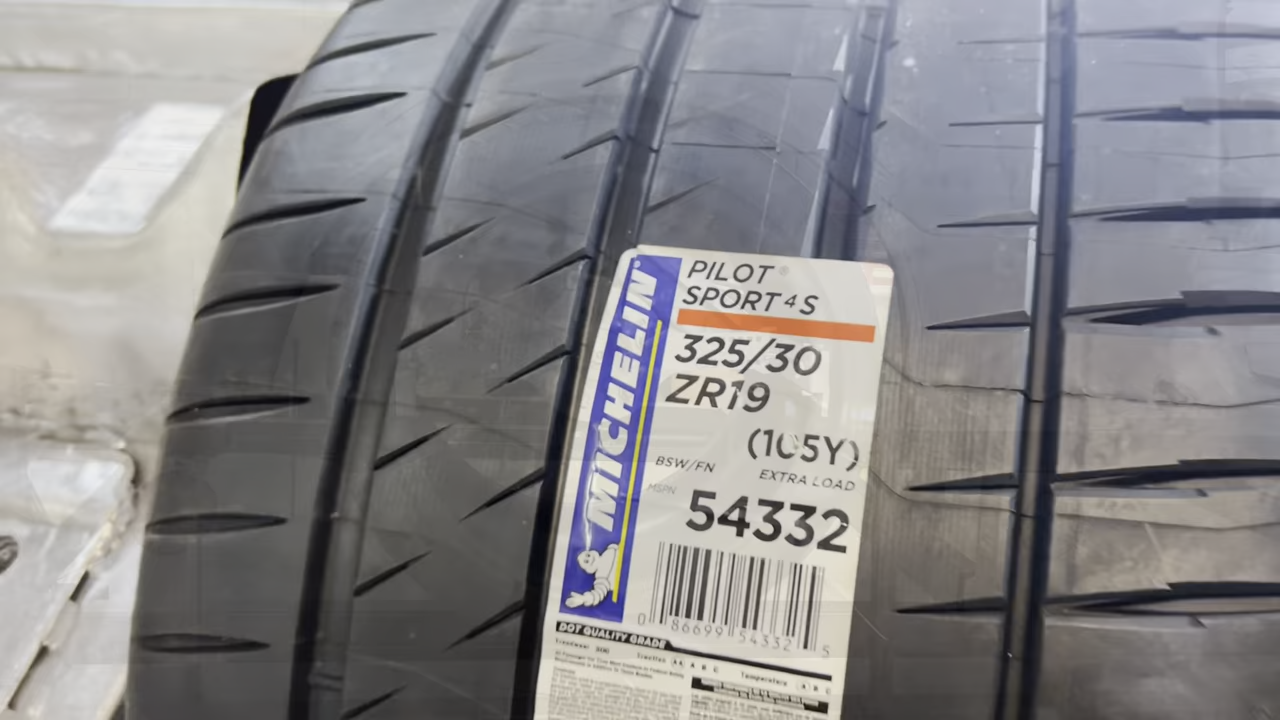 MICHELIN
PILOT
SPORT 4 S
325/30
ZR19
(105Y)
BSW/FN
EXTRA LOAD
MSPN
54332
0 86699 54332 5
DOT QUALITY GRADE
Treadwear
Traction AA A B C
Temperature A B C